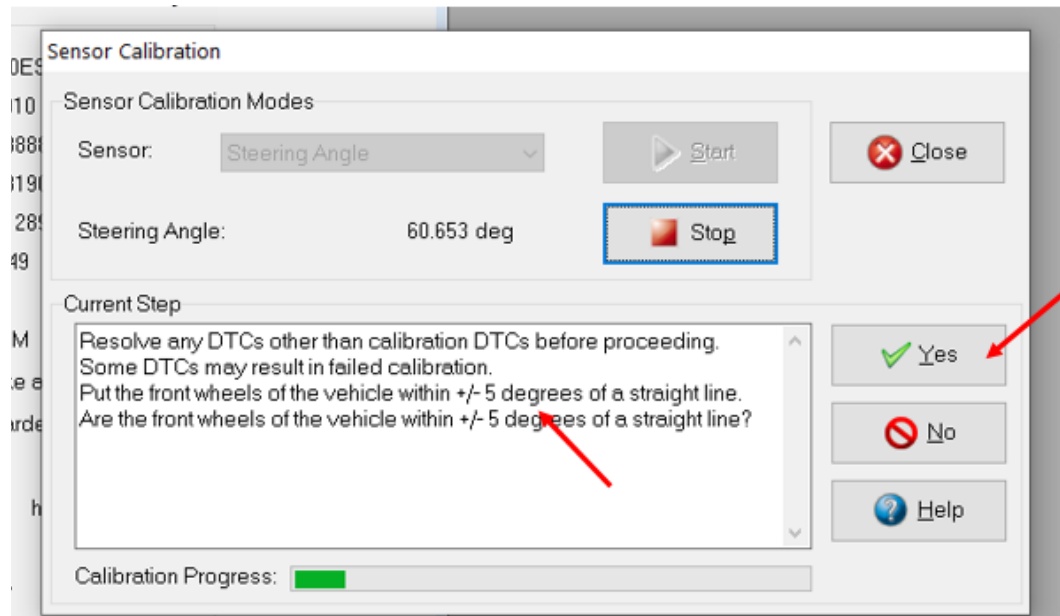 Sensor Calibration
Sensor Calibration Modes
Sensor: Steering Angle Start Close
Steering Angle: 60.653 deg Stop
Current Step
Resolve any DTCs other than calibration DTCs before proceeding.
Some DTCs may result in failed calibration.
Put the front wheels of the vehicle within +/- 5 degrees of a straight line.
Are the front wheels of the vehicle within +/- 5 degrees of a straight line?
Yes
No
Help
Calibration Progress: